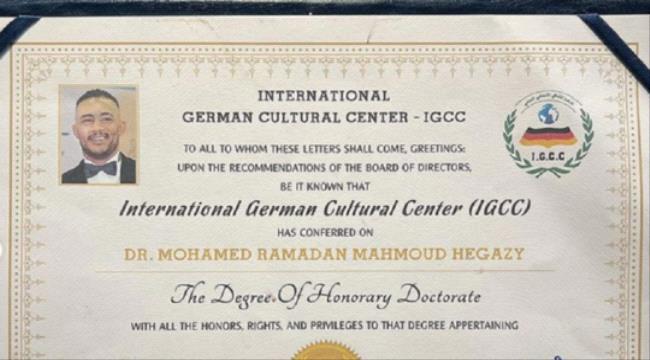 INTERNATIONAL
GERMAN CULTURAL CENTER - IGCC
TO ALL TO WHOM THESE LETTERS SHALL COME, GREETINGS:
UPON THE RECOMMENDATIONS OF THE BOARD OF DIRECTORS,
BE IT KNOWN THAT
International German Cultural Center (IGCC)
HAS CONFERRED ON
DR. MOHAMED RAMADAN MAHMOUD HEGAZY
The Degree Of Honorary Doctorate
WITH ALL THE HONORS, RIGHTS, AND PRIVILEGES TO THAT DEGREE APPERTAINING
I.G.C.C